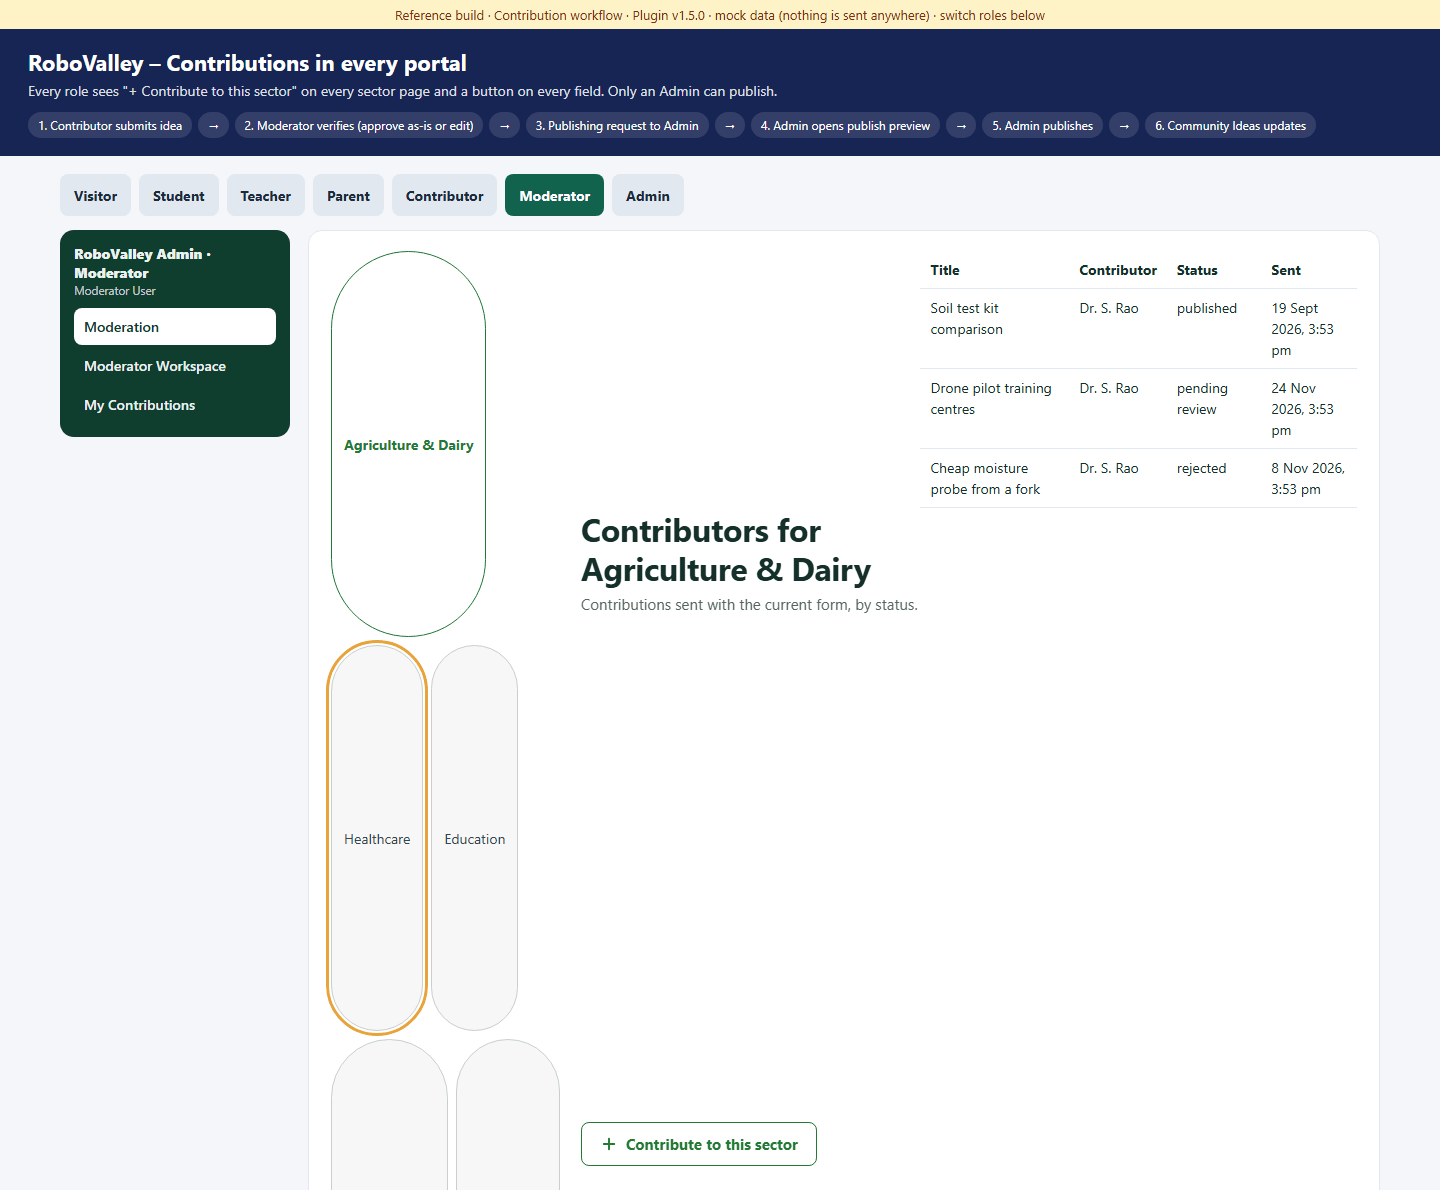 Reference build · Contribution workflow · Plugin v1.5.0 · mock data (nothing is sent anywhere) · switch roles below
RoboValley – Contributions in every portal
Every role sees "+ Contribute to this sector" on every sector page and a button on every field. Only an Admin can publish.
1. Contributor submits idea → 2. Moderator verifies (approve as-is or edit) → 3. Publishing request to Admin → 4. Admin opens publish preview → 5. Admin publishes → 6. Community Ideas updates
Visitor Student Teacher Parent Contributor Moderator Admin
RoboValley Admin ·
Moderator
Moderator User
Moderation
Moderator Workspace
My Contributions
Agriculture & Dairy
Healthcare Education
Contributors for
Agriculture & Dairy
Contributions sent with the current form, by status.
+ Contribute to this sector
Title Contributor Status Sent
Soil test kit Dr. S. Rao published 19 Sept
comparison 2026, 3:53
pm
Drone pilot training Dr. S. Rao pending 24 Nov
centres review 2026, 3:53
pm
Cheap moisture Dr. S. Rao rejected 8 Nov 2026,
probe from a fork 3:53 pm